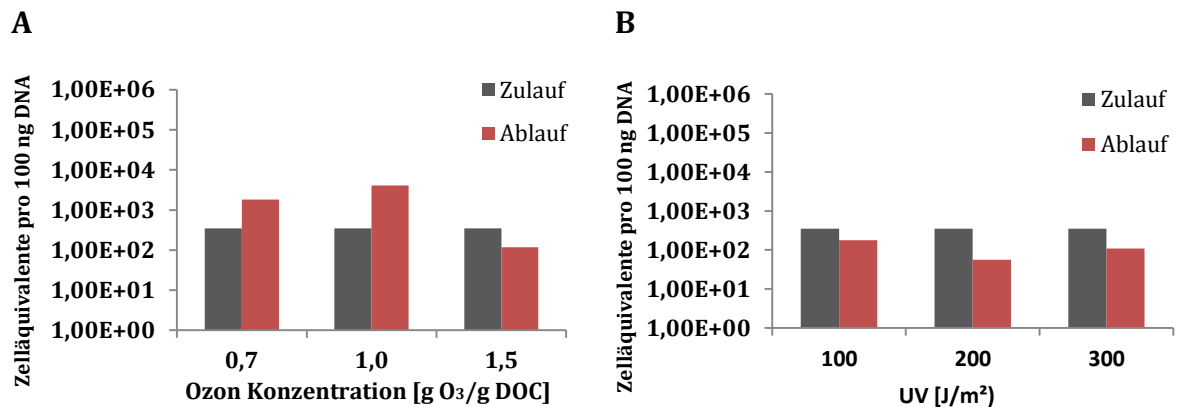 A
Zelläquivalente pro 100 ng DNA
1,00E+06
1,00E+05
1,00E+04
1,00E+03
1,00E+02
1,00E+01
1,00E+00
Zulauf
Ablauf
0,7 1,0 1,5
Ozon Konzentration [g O₃/g DOC]
B
Zelläquivalente pro 100 ng DNA
1,00E+06
1,00E+05
1,00E+04
1,00E+03
1,00E+02
1,00E+01
1,00E+00
Zulauf
Ablauf
100 200 300
UV [J/m²]